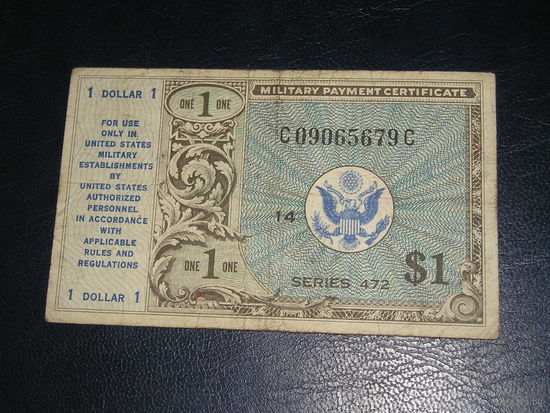 1 DOLLAR 1
FOR USE
ONLY IN
UNITED STATES
MILITARY
ESTABLISHMENTS
BY
UNITED STATES
AUTHORIZED
PERSONNEL
IN ACCORDANCE
WITH
APPLICABLE
RULES AND
REGULATIONS
1 DOLLAR 1
ONE 1 ONE
ONE 1 ONE
MILITARY PAYMENT CERTIFICATE
C09065679C
14
SERIES 472
$1